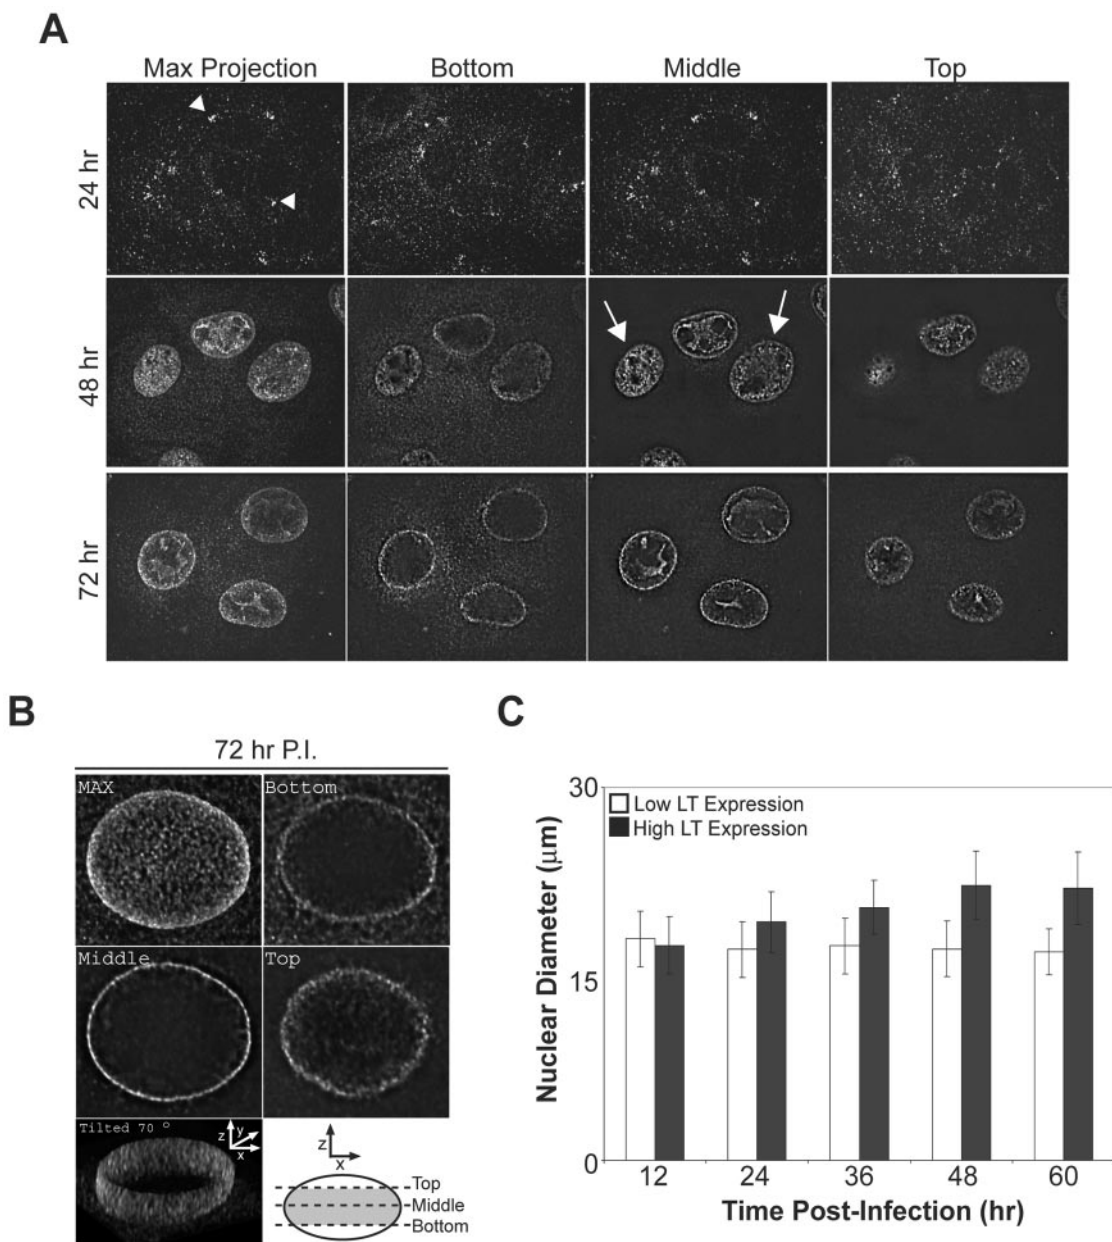 A
Max Projection Bottom Middle Top
24 hr
48 hr
72 hr
B
72 hr P.I.
MAX Bottom
Middle Top
Tilted 70 °
z y x
z
x
Top
Middle
Bottom
C
Nuclear Diameter (μm)
30
15
0
Low LT Expression
High LT Expression
12 24 36 48 60
Time Post-Infection (hr)